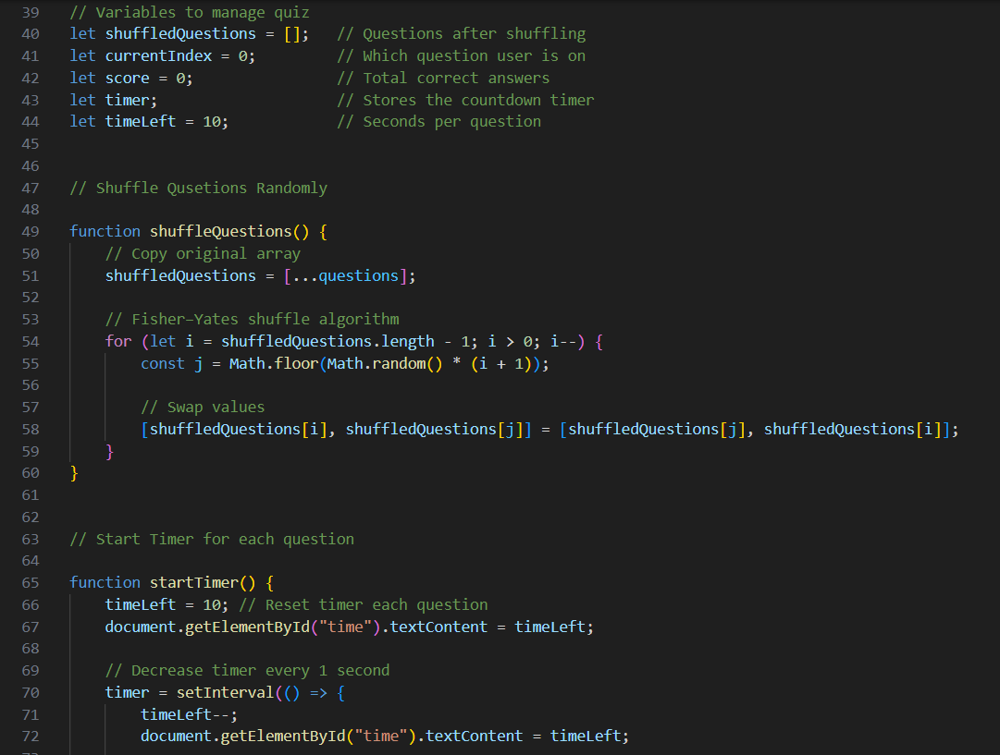 39 // Variables to manage quiz
40 let shuffledQuestions = []; // Questions after shuffling
41 let currentIndex = 0; // Which question user is on
42 let score = 0; // Total correct answers
43 let timer; // Stores the countdown timer
44 let timeLeft = 10; // Seconds per question
45
46
47 // Shuffle Qusetions Randomly
48
49 function shuffleQuestions() {
50 // Copy original array
51 shuffledQuestions = [...questions];
52
53 // Fisher–Yates shuffle algorithm
54 for (let i = shuffledQuestions.length - 1; i > 0; i--) {
55 const j = Math.floor(Math.random() * (i + 1));
56
57 // Swap values
58 [shuffledQuestions[i], shuffledQuestions[j]] = [shuffledQuestions[j], shuffledQuestions[i]];
59 }
60 }
61
62
63 // Start Timer for each question
64
65 function startTimer() {
66 timeLeft = 10; // Reset timer each question
67 document.getElementById("time").textContent = timeLeft;
68
69 // Decrease timer every 1 second
70 timer = setInterval(() => {
71 timeLeft--;
72 document.getElementById("time").textContent = timeLeft;